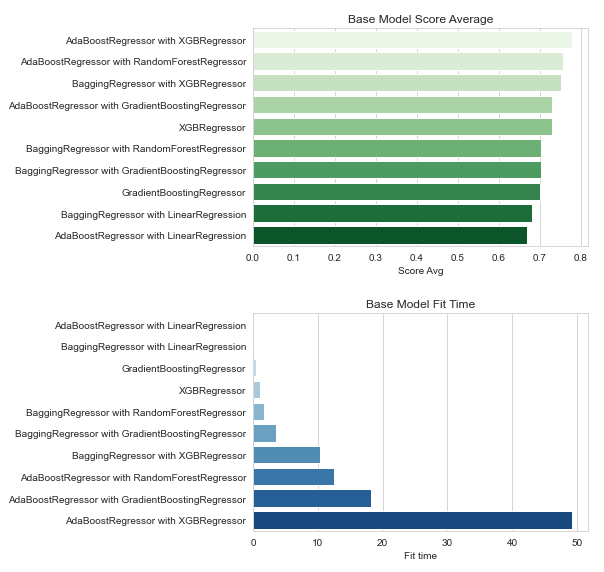 Base Model Score Average
AdaBoostRegressor with XGBRegressor
AdaBoostRegressor with RandomForestRegressor
BaggingRegressor with XGBRegressor
AdaBoostRegressor with GradientBoostingRegressor
XGBRegressor
BaggingRegressor with RandomForestRegressor
BaggingRegressor with GradientBoostingRegressor
GradientBoostingRegressor
BaggingRegressor with LinearRegression
AdaBoostRegressor with LinearRegression
0.0 0.1 0.2 0.3 0.4 0.5 0.6 0.7 0.8
Score Avg
Base Model Fit Time
AdaBoostRegressor with LinearRegression
BaggingRegressor with LinearRegression
GradientBoostingRegressor
XGBRegressor
BaggingRegressor with RandomForestRegressor
BaggingRegressor with GradientBoostingRegressor
BaggingRegressor with XGBRegressor
AdaBoostRegressor with RandomForestRegressor
AdaBoostRegressor with GradientBoostingRegressor
AdaBoostRegressor with XGBRegressor
0 10 20 30 40 50
Fit time